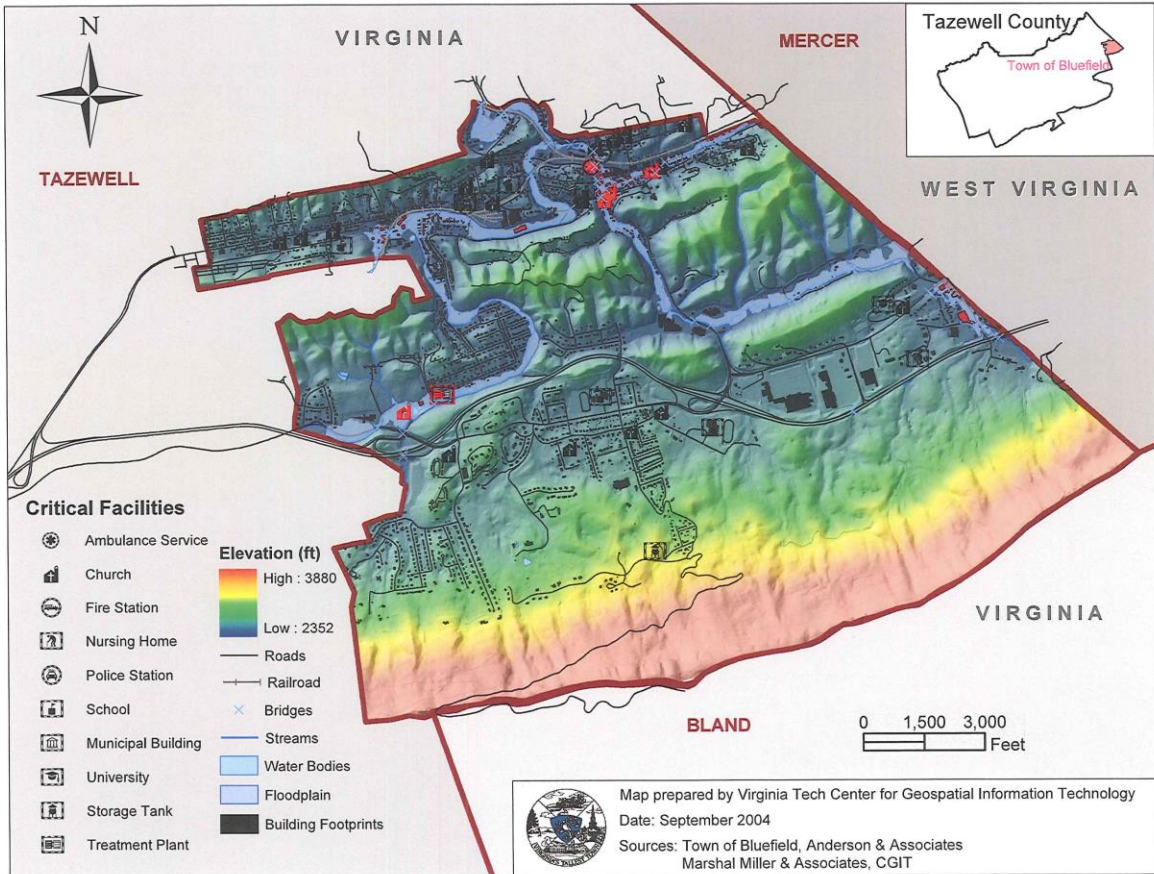 N
VIRGINIA
MERCER
Tazewell County
Town of Bluefield
TAZEWELL
WEST VIRGINIA
Critical Facilities
Ambulance Service
Church
Fire Station
Nursing Home
Police Station
School
Municipal Building
University
Storage Tank
Treatment Plant
Elevation (ft)
High : 3880
Low : 2352
Roads
Railroad
Bridges
Streams
Water Bodies
Floodplain
Building Footprints
VIRGINIA
BLAND
0 1,500 3,000
Feet
Map prepared by Virginia Tech Center for Geospatial Information Technology
Date: September 2004
Sources: Town of Bluefield, Anderson & Associates
Marshal Miller & Associates, CGIT